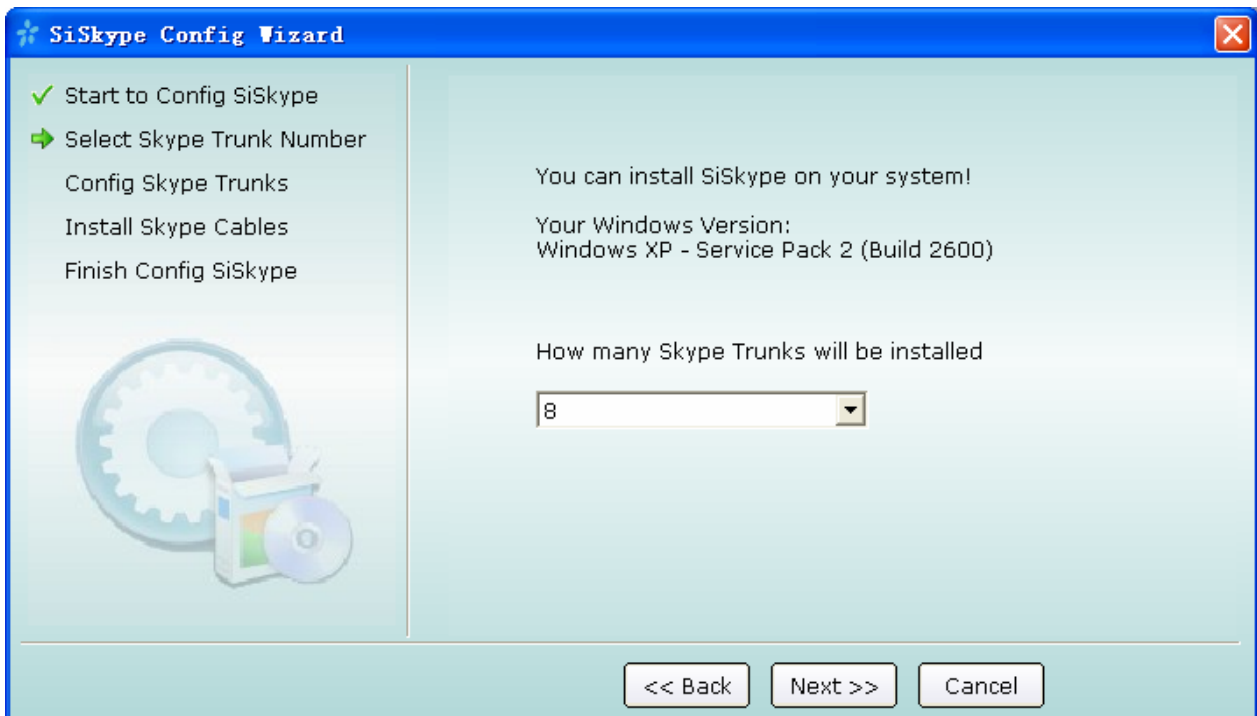 SiSkype Config Wizard
Start to Config SiSkype
Select Skype Trunk Number
Config Skype Trunks
Install Skype Cables
Finish Config SiSkype
You can install SiSkype on your system!
Your Windows Version:
Windows XP - Service Pack 2 (Build 2600)
How many Skype Trunks will be installed
8
<< Back
Next >>
Cancel